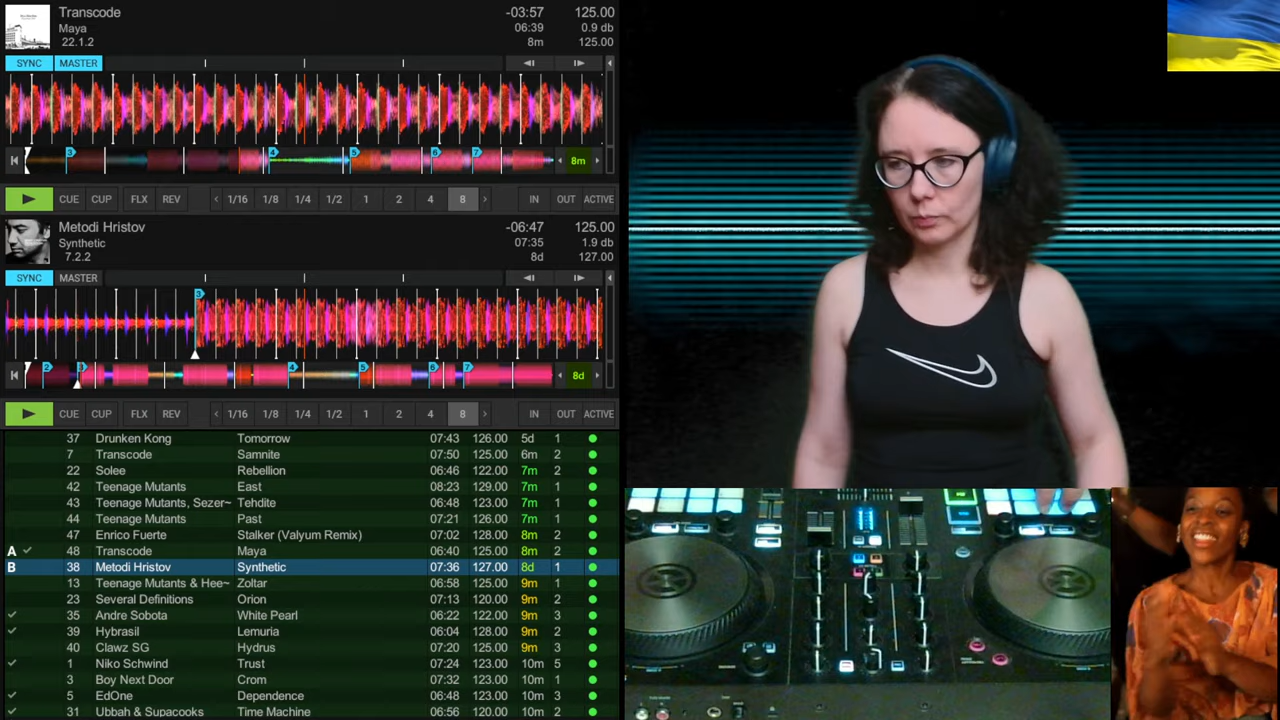 Transcode -03:57 125.00
Maya 06:39 0.9 db
22.1.2 8m 125.00
SYNC MASTER
3 4 5 6 7 8m
CUE CUP FLX REV 1/16 1/8 1/4 1/2 1 2 4 8 IN OUT ACTIVE
Metodi Hristov -06:47 125.00
Synthetic 07:35 1.9 db
7.2.2 8d 127.00
SYNC MASTER
3
2 3 4 5 6 7 8d
CUE CUP FLX REV 1/16 1/8 1/4 1/2 1 2 4 8 IN OUT ACTIVE
37 Drunken Kong Tomorrow 07:43 126.00 5d 1
7 Transcode Samnite 07:50 125.00 6m 2
22 Solee Rebellion 06:46 122.00 7m 2
42 Teenage Mutants East 08:23 129.00 7m 1
43 Teenage Mutants, Sezer~ Tehdite 06:48 123.00 7m 1
44 Teenage Mutants Past 07:21 126.00 7m 1
47 Enrico Fuerte Stalker (Valyum Remix) 07:02 128.00 8m 2
A 48 Transcode Maya 06:40 125.00 8m 2
B 38 Metodi Hristov Synthetic 07:36 127.00 8d 1
13 Teenage Mutants & Hee~ Zoltar 06:58 125.00 9m 1
23 Several Definitions Orion 07:13 120.00 9m 2
35 Andre Sobota White Pearl 06:22 122.00 9m 3
39 Hybrasil Lemuria 06:04 128.00 9m 2
40 Clawz SG Hydrus 07:20 125.00 9m 3
1 Niko Schwind Trust 07:24 123.00 10m 5
3 Boy Next Door Crom 07:32 123.00 10m 1
5 EdOne Dependence 06:48 123.00 10m 3
31 Ubbah & Supacooks Time Machine 06:56 120.00 10m 2